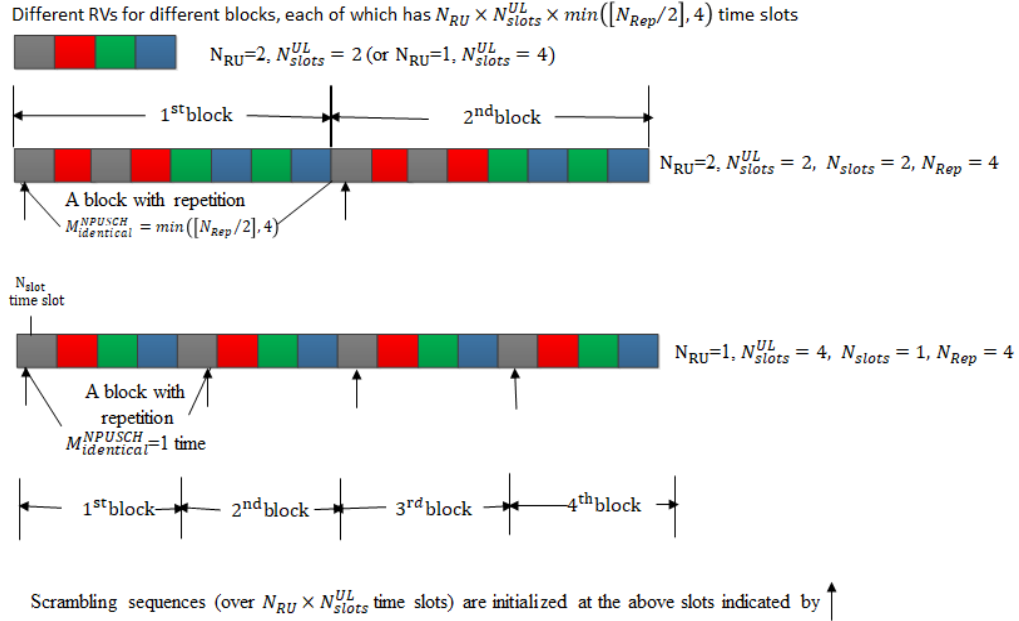 Different RVs for different blocks, each of which has N_RU × N_slots^UL × min([N_Rep/2], 4) time slots
N_RU=2, N_slots^UL = 2 (or N_RU=1, N_slots^UL = 4)
1st block 2nd block
N_RU=2, N_slots^UL = 2, N_slots = 2, N_Rep = 4
A block with repetition
M_identical^NPUSCH = min([N_Rep/2], 4)
N_slot
time slot
N_RU=1, N_slots^UL = 4, N_slots = 1, N_Rep = 4
A block with
repetition
M_identical^NPUSCH=1 time
1st block 2nd block 3rd block 4th block
Scrambling sequences (over N_RU × N_slots^UL time slots) are initialized at the above slots indicated by